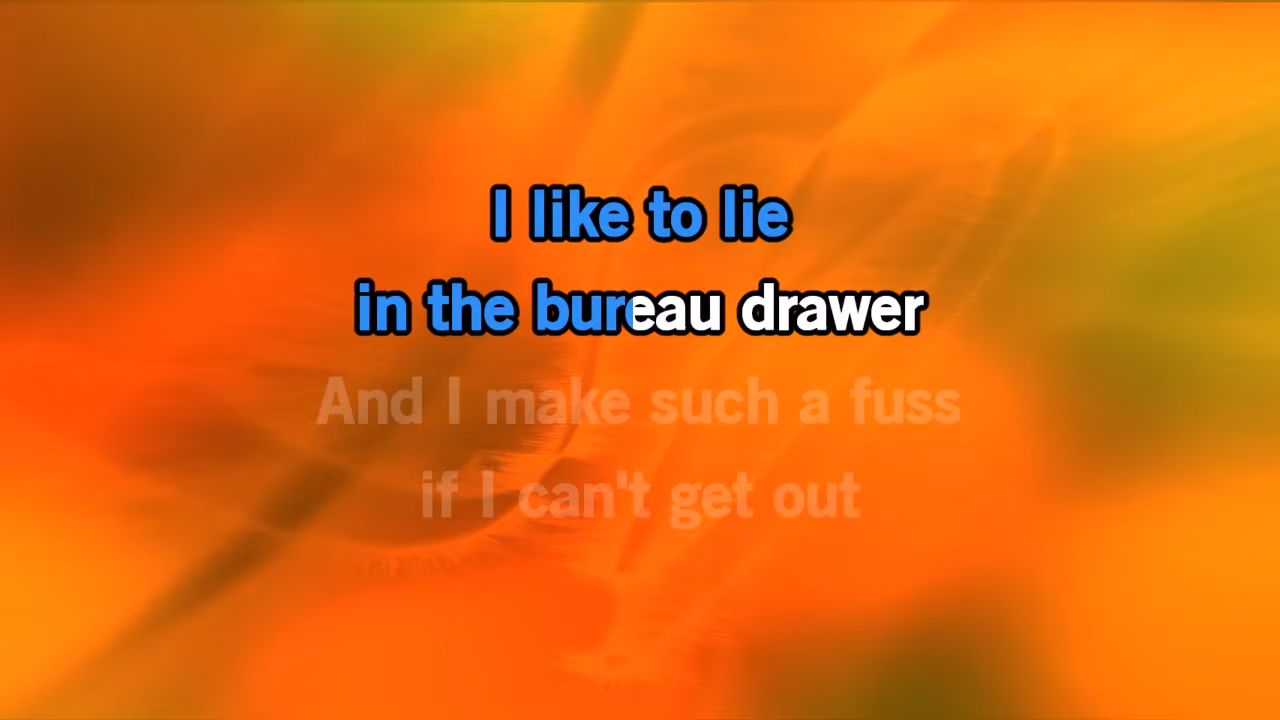 I like to lie
in the bureau drawer
And I make such a fuss
if I can't get out